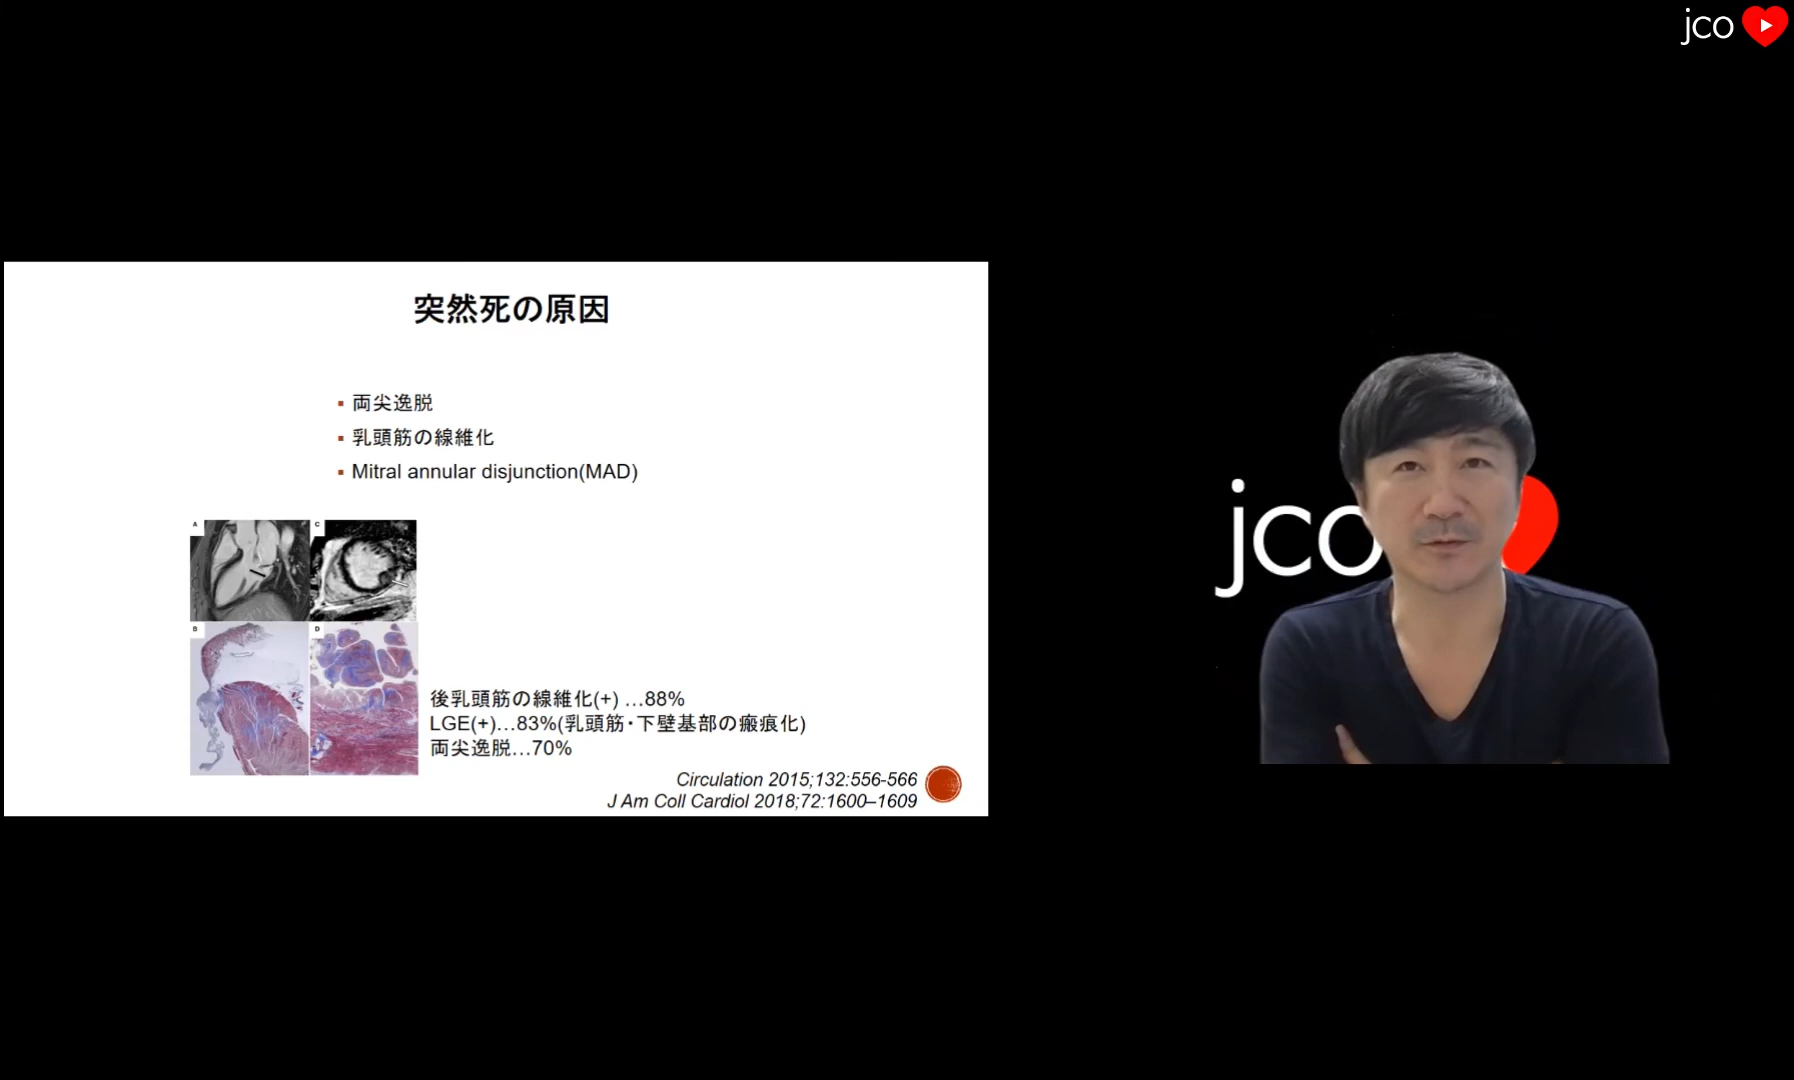 jco
突然死の原因
▪ 両尖逸脱
▪ 乳頭筋の線維化
▪ Mitral annular disjunction(MAD)
A
C
B
D
後乳頭筋の線維化(+) …88%
LGE(+)…83%(乳頭筋・下壁基部の瘢痕化)
両尖逸脱…70%
Circulation 2015;132:556-566
J Am Coll Cardiol 2018;72:1600–1609
jco